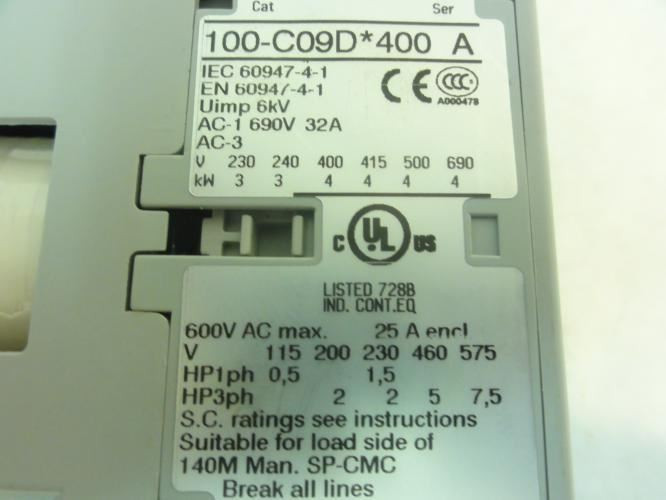 Cat Ser
100-C09D*400 A
IEC 60947-4-1
EN 60947-4-1
Uimp 6kV
AC-1 690V 32A
AC-3
CE CCC
A000478
V 230 240 400 415 500 690
kW 3 3 4 4 4 4
C UL US
LISTED 728B
IND. CONT.EQ
600V AC max. 25 A encl
V 115 200 230 460 575
HP1ph 0,5 1,5
HP3ph 2 2 5 7,5
S.C. ratings see instructions
Suitable for load side of
140M Man. SP-CMC
Break all lines